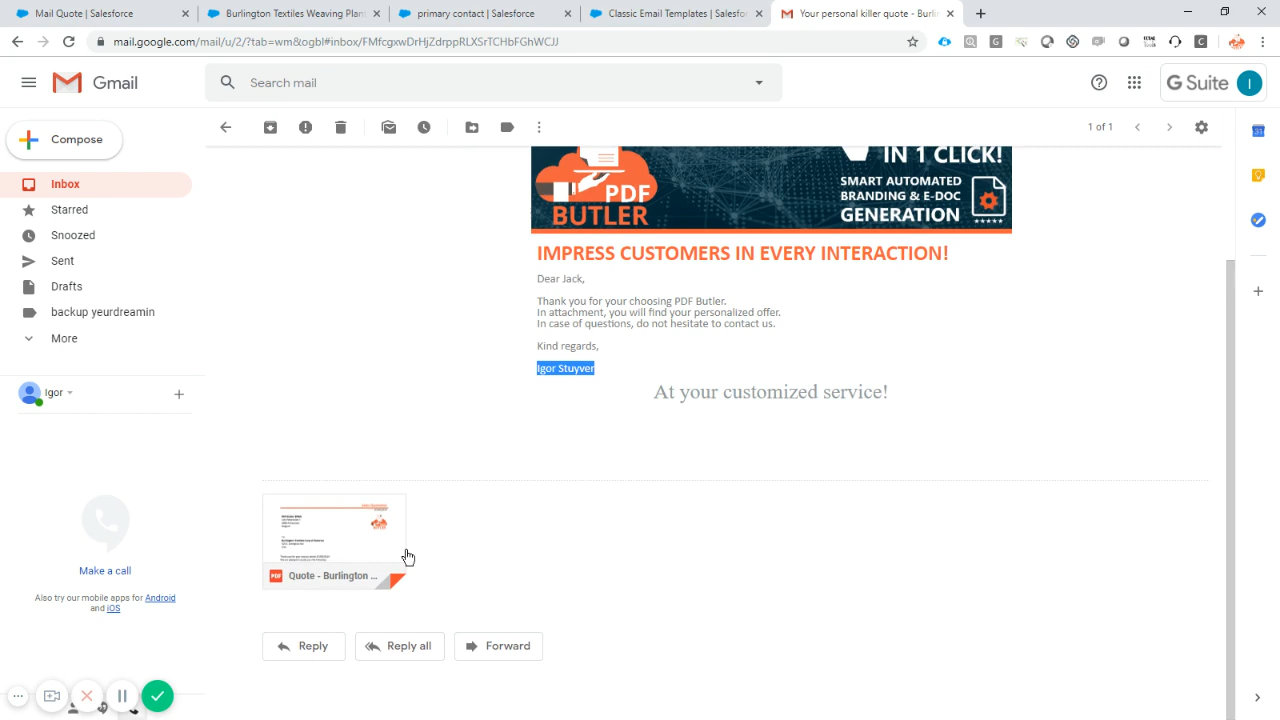 Mail Quote | Salesforce
Burlington Textiles Weaving Plant
primary contact | Salesforce
Classic Email Templates | Salesfor
Your personal killer quote - Burli
mail.google.com/mail/u/2/?tab=wm&ogbl#inbox/FMfcgxwDrHjZdrppRLXSrTCHbFGhWCJJ
Gmail
Search mail
G Suite
I
Compose
1 of 1
Inbox
Starred
Snoozed
Sent
Drafts
backup yeurdreamin
More
Igor
Make a call
Also try our mobile apps for Android
and iOS
IN 1 CLICK!
PDF
BUTLER
SMART AUTOMATED
BRANDING & E-DOC
GENERATION
IMPRESS CUSTOMERS IN EVERY INTERACTION!
Dear Jack,
Thank you for your choosing PDF Butler.
In attachment, you will find your personalized offer.
In case of questions, do not hesitate to contact us.
Kind regards,
Igor Stuyver
At your customized service!
PDF
Quote - Burlington ...
Reply
Reply all
Forward